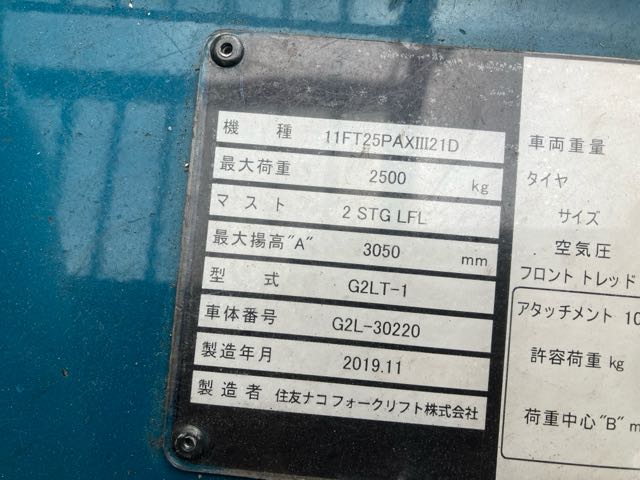 機種 11FT25PAXIII21D
最大荷重 2500 kg
マスト 2 STG LFL
最大揚高"A" 3050 mm
型式 G2LT-1
車体番号 G2L-30220
製造年月 2019.11
製造者 住友ナコ フォークリフト株式会社
車両重量
タイヤ
サイズ
空気圧
フロント トレッド
アタッチメント 10
許容荷重 kg
荷重中心"B" m